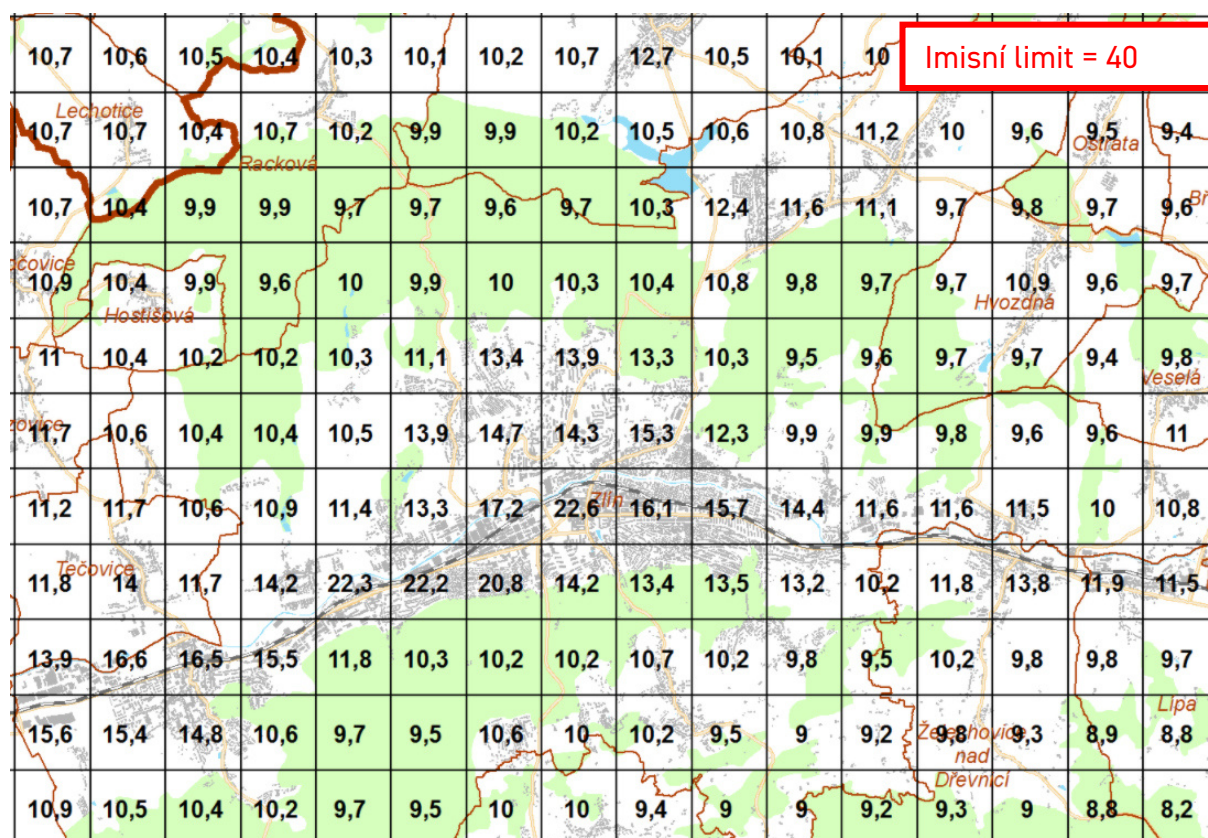 10,7 10,6 10,5 10,4 10,3 10,1 10,2 10,7 12,7 10,5 10,1 10 Imisní limit = 40
Lechotice
10,7 10,7 10,4 10,7 10,2 9,9 9,9 10,2 10,5 10,6 10,8 11,2 10 9,6 9,5 9,4
Ostrata
Racková
10,7 10,4 9,9 9,9 9,7 9,7 9,6 9,7 10,3 12,4 11,6 11,1 9,7 9,8 9,7 9,6
10,9 10,4 9,9 9,6 10 9,9 10 10,3 10,4 10,8 9,8 9,7 9,7 10,9 9,6 9,7
Hostišová Hvozdná
11 10,4 10,2 10,2 10,3 11,1 13,4 13,9 13,3 10,3 9,5 9,6 9,7 9,7 9,4 9,8
Veselá
11,7 10,6 10,4 10,4 10,5 13,9 14,7 14,3 15,3 12,3 9,9 9,9 9,8 9,6 9,6 11
11,2 11,7 10,6 10,9 11,4 13,3 17,2 22,6 Zlín 16,1 15,7 14,4 11,6 11,6 11,5 10 10,8
Tečovice
11,8 14 11,7 14,2 22,3 22,2 20,8 14,2 13,4 13,5 13,2 10,2 11,8 13,8 11,9 11,5
13,9 16,6 16,5 15,5 11,8 10,3 10,2 10,2 10,7 10,2 9,8 9,5 10,2 9,8 9,8 9,7
Lípa
15,6 15,4 14,8 10,6 9,7 9,5 10,6 10 10,2 9,5 9 9,2 9,8 9,3 8,9 8,8
Želechovice
nad
Dřevnicí
10,9 10,5 10,4 10,2 9,7 9,5 10 10 9,4 9 9 9,2 9,3 9 8,8 8,2